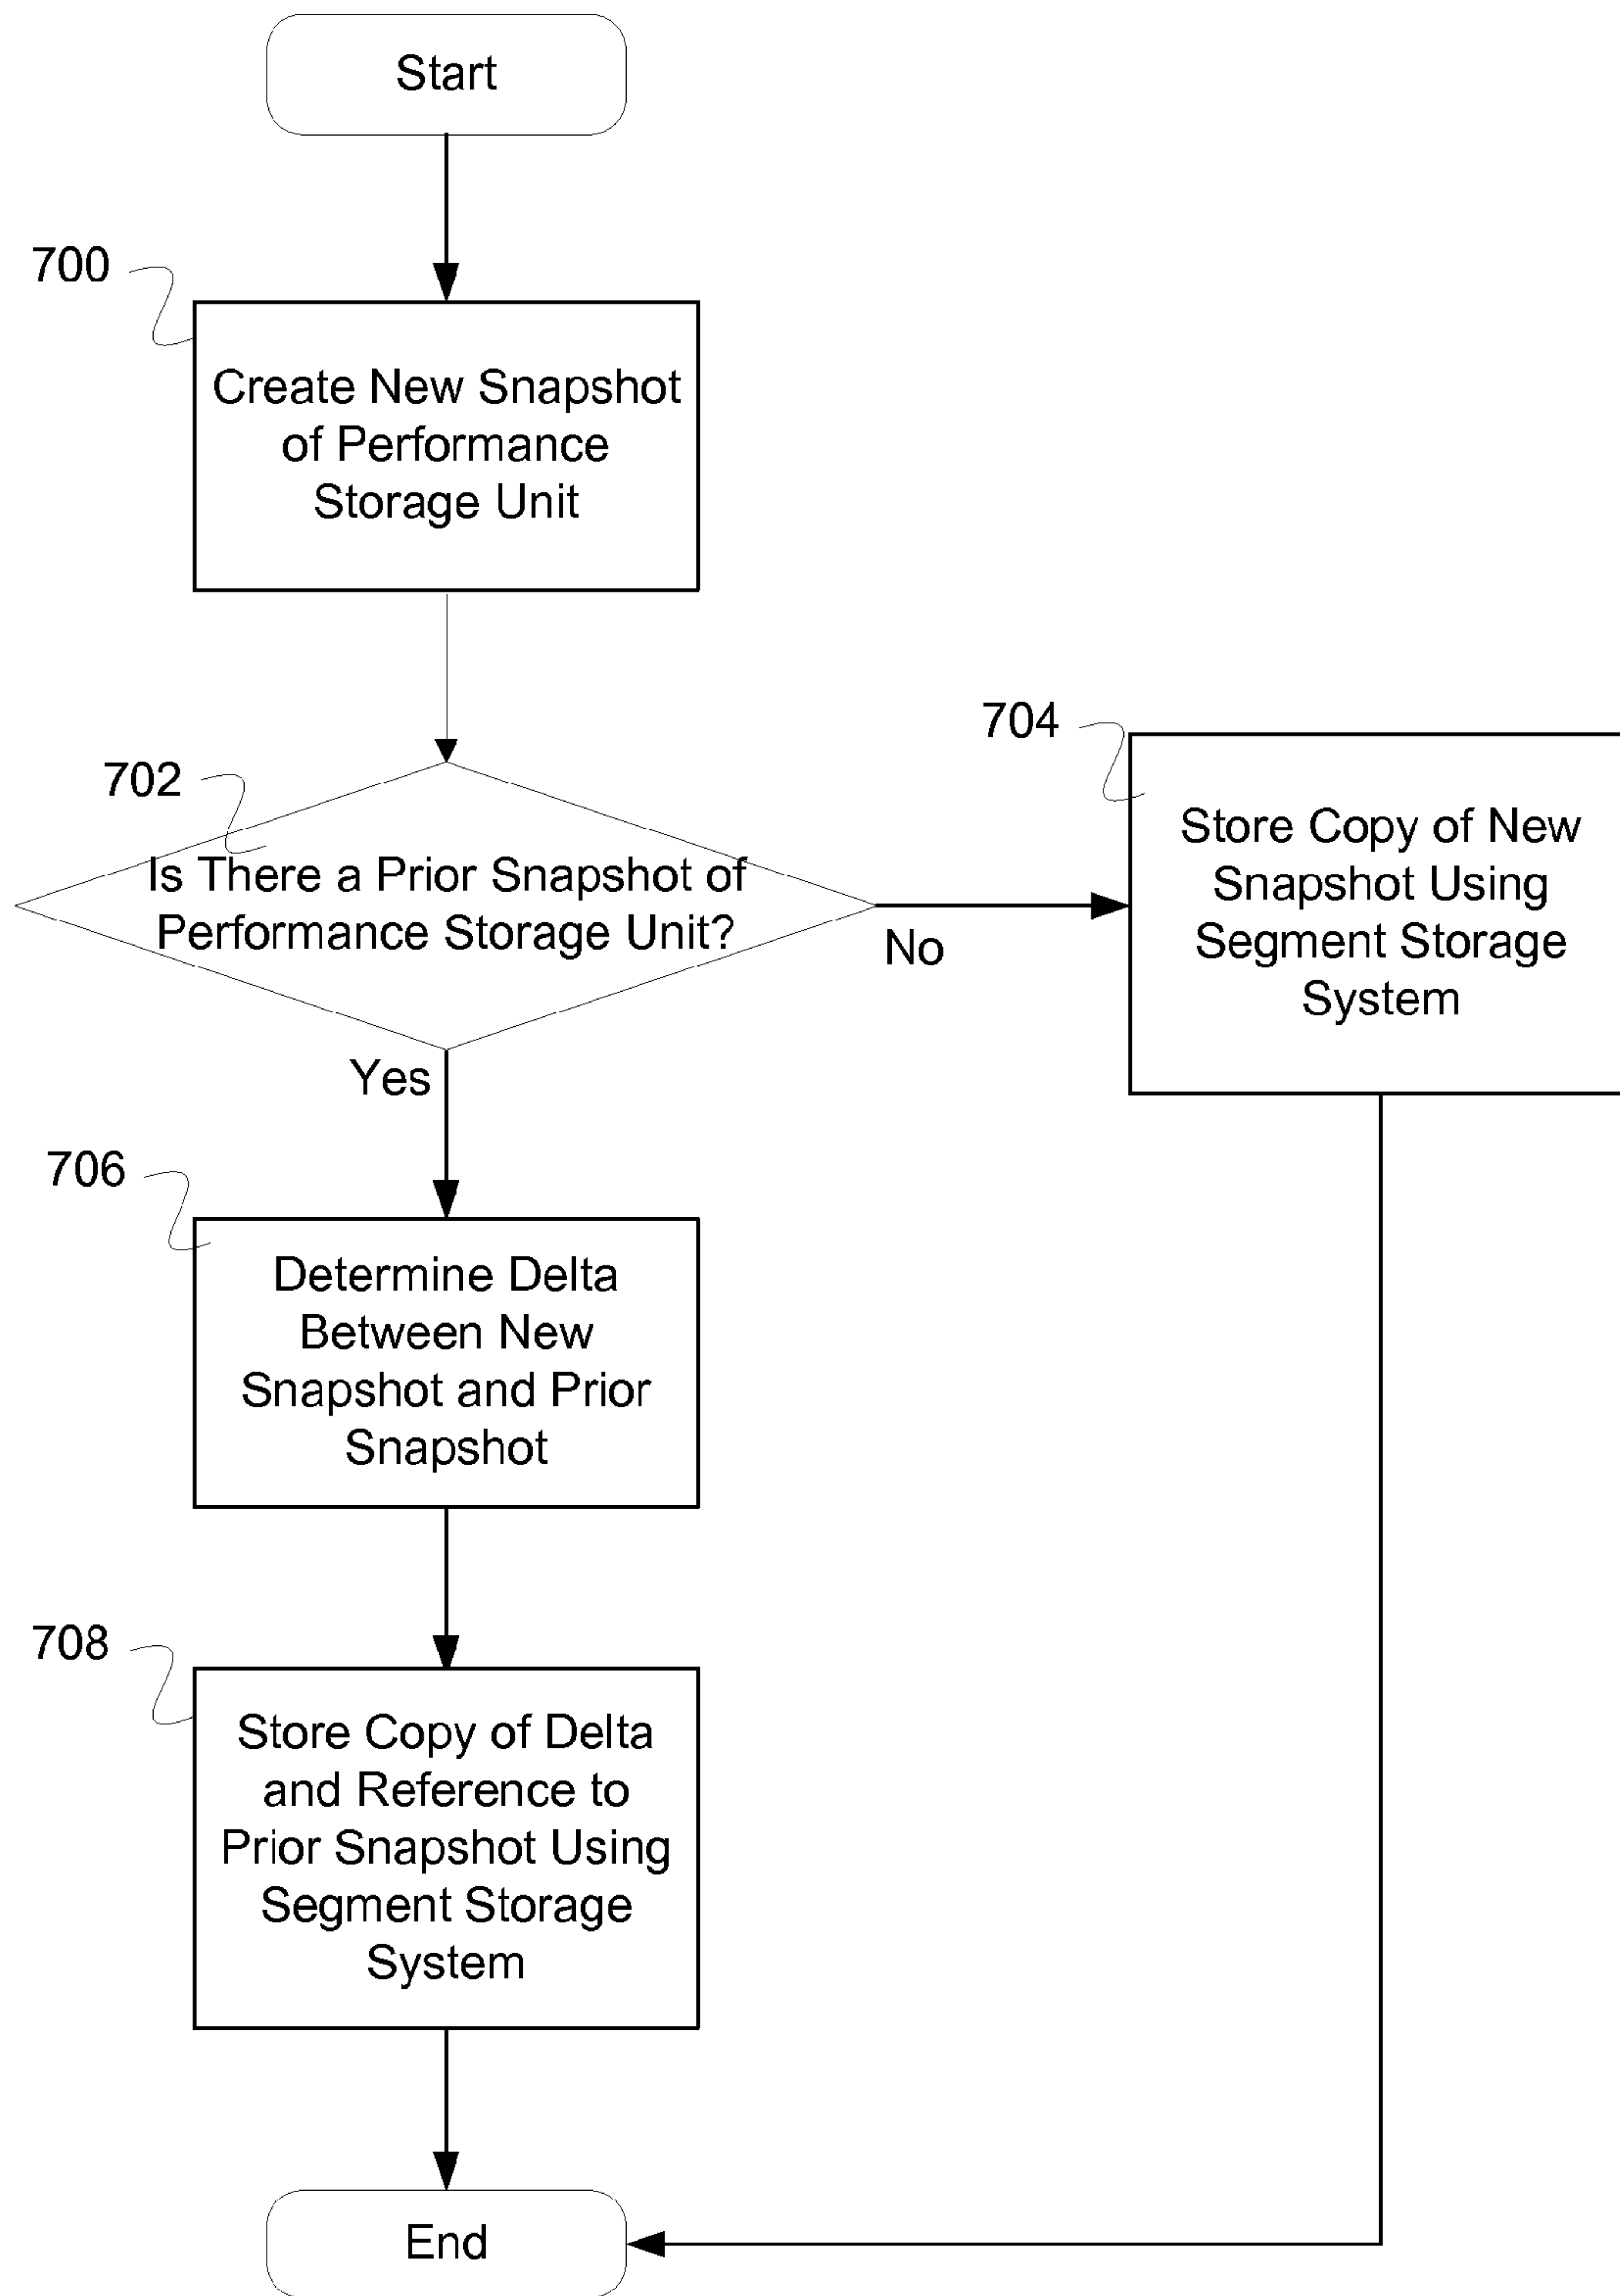 Start
700
Create New Snapshot
of Performance
Storage Unit
702
Is There a Prior Snapshot of
Performance Storage Unit?
No
704
Store Copy of New
Snapshot Using
Segment Storage
System
Yes
706
Determine Delta
Between New
Snapshot and Prior
Snapshot
708
Store Copy of Delta
and Reference to
Prior Snapshot Using
Segment Storage
System
End